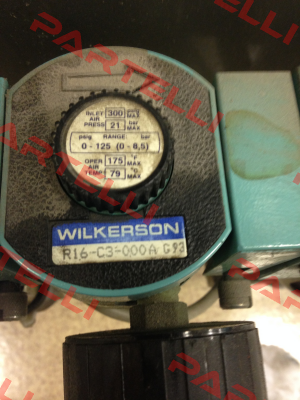 PARTELLI
INLET AIR PRESS 300 psig MAX 21 bar MAX
psig RANGE bar
0 - 125 (0 - 8,5)
OPER AIR TEMP 175 °F MAX 79 °C MAX
WILKERSON
R16-C3-000A G93
PARTELLI
PARTELLI